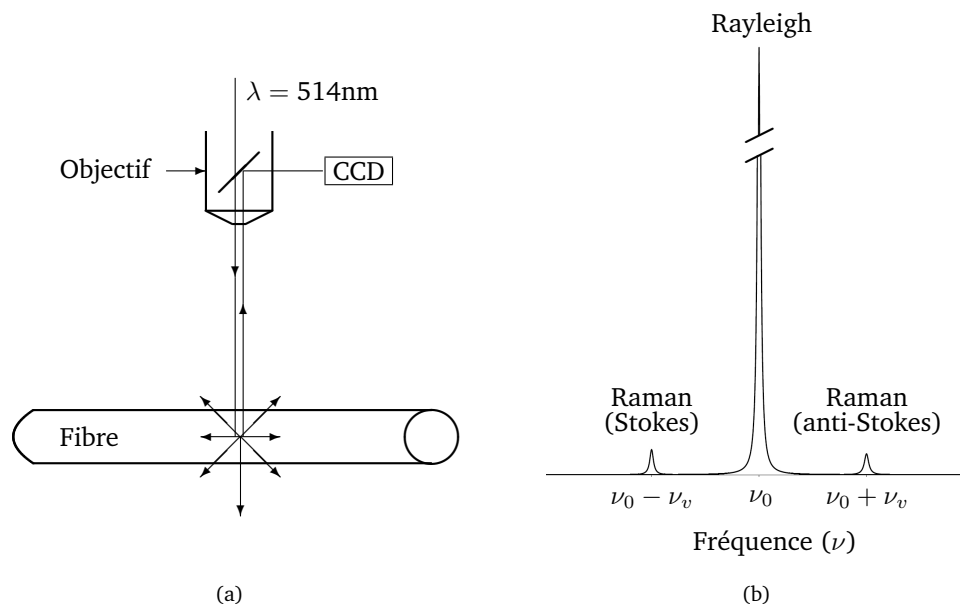 λ = 514nm
Objectif
CCD
Fibre
(a)
Rayleigh
Raman
(Stokes)
Raman
(anti-Stokes)
ν₀ − νᵥ
ν₀
ν₀ + νᵥ
Fréquence (ν)
(b)